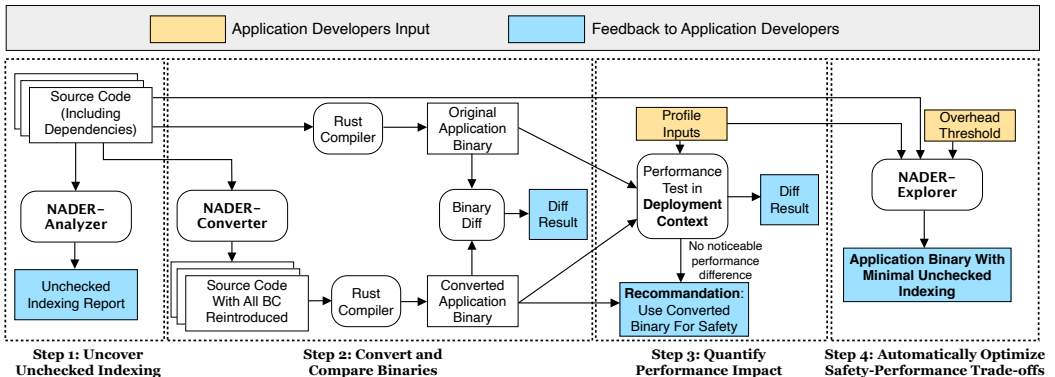 Application Developers Input
Feedback to Application Developers
Source Code
(Including
Dependencies)
NADER-
Analyzer
Unchecked
Indexing Report
Step 1: Uncover
Unchecked Indexing
Rust
Compiler
Original
Application
Binary
NADER-
Converter
Binary
Diff
Diff
Result
Source Code
With All BC
Reintroduced
Rust
Compiler
Converted
Application
Binary
Step 2: Convert and
Compare Binaries
Profile
Inputs
Performance
Test in
Deployment
Context
Diff
Result
No noticeable
performance
difference
Recommandation:
Use Converted
Binary For Safety
Step 3: Quantify
Performance Impact
Overhead
Threshold
NADER-
Explorer
Application Binary With
Minimal Unchecked
Indexing
Step 4: Automatically Optimize
Safety-Performance Trade-offs